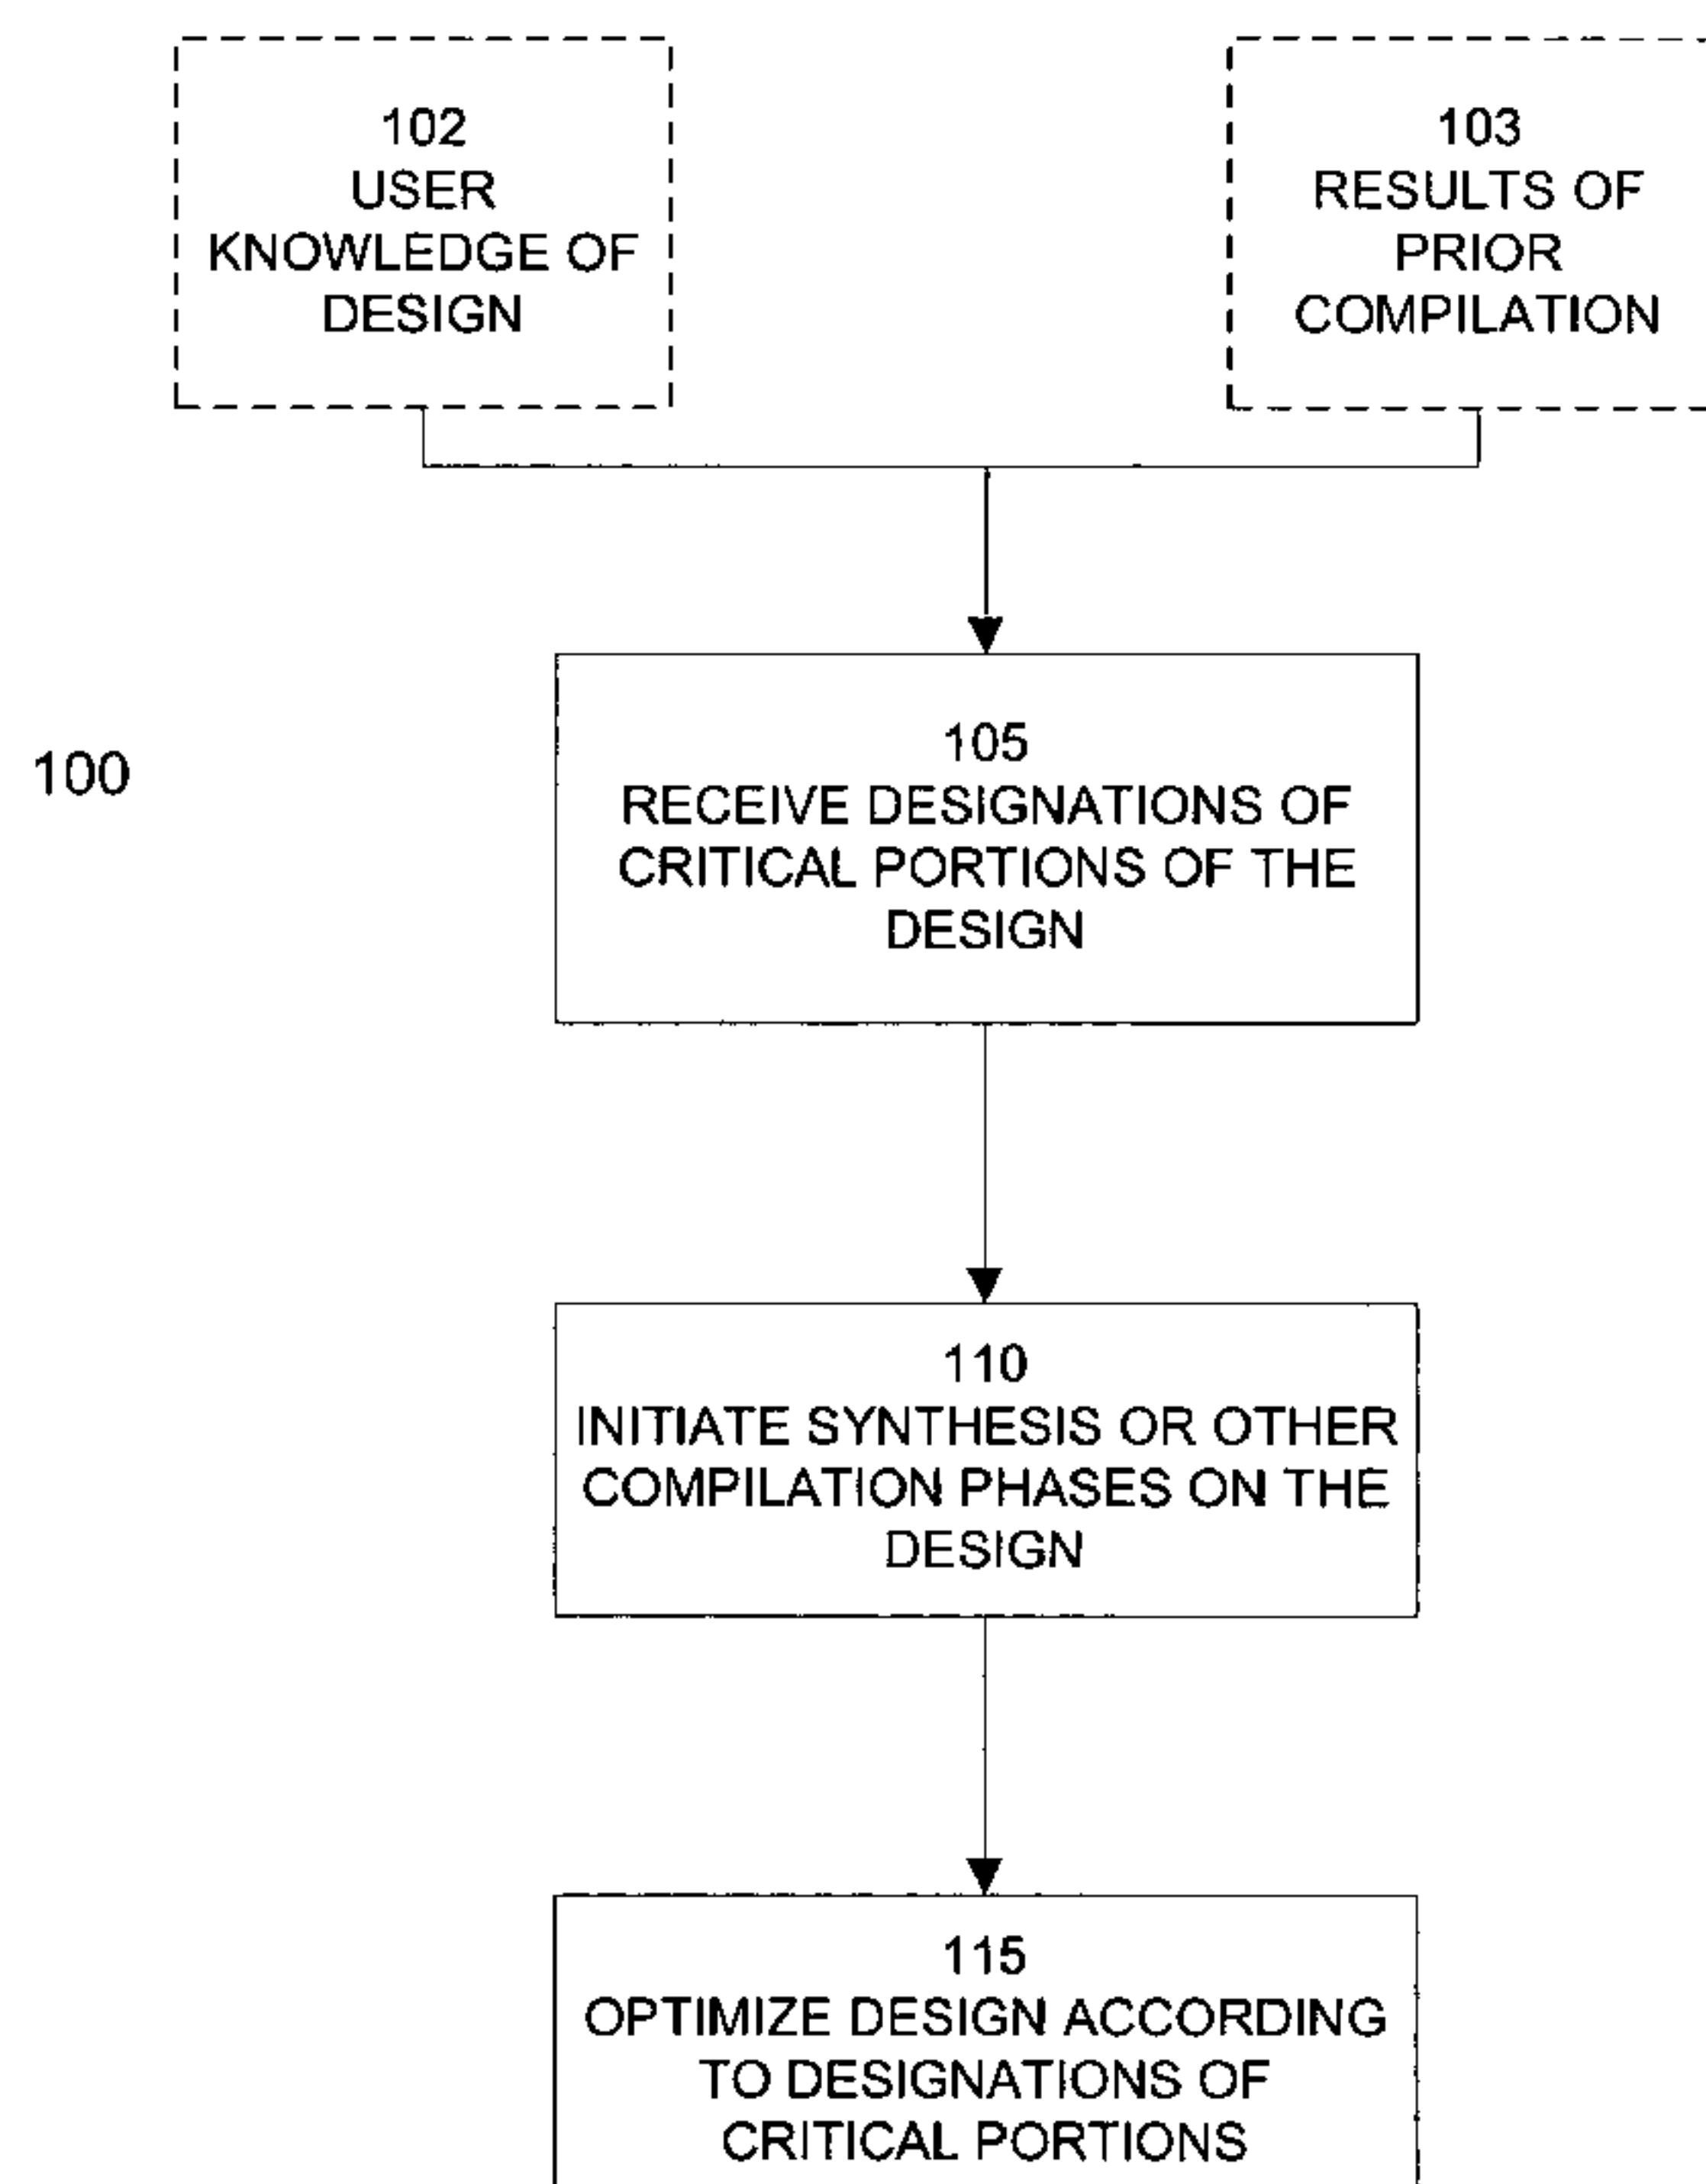 102
USER
KNOWLEDGE OF
DESIGN
103
RESULTS OF
PRIOR
COMPILATION
100
105
RECEIVE DESIGNATIONS OF
CRITICAL PORTIONS OF THE
DESIGN
110
INITIATE SYNTHESIS OR OTHER
COMPILATION PHASES ON THE
DESIGN
115
OPTIMIZE DESIGN ACCORDING
TO DESIGNATIONS OF
CRITICAL PORTIONS